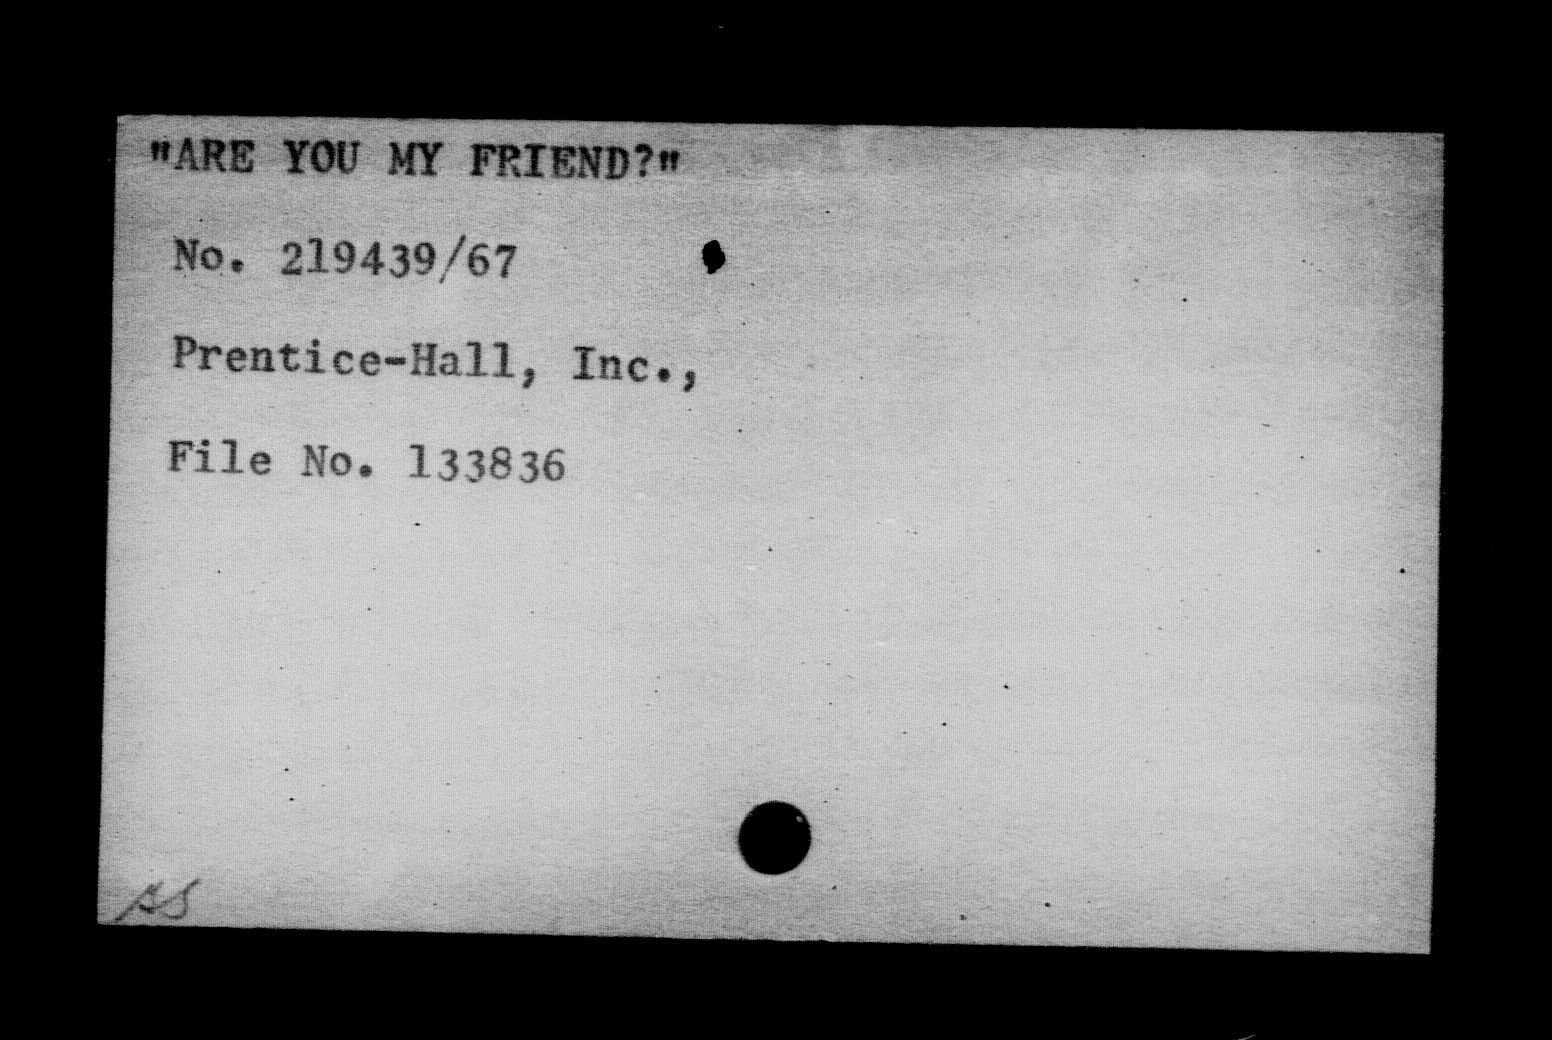 "ARE YOU MY FRIEND?"
No. 219439/67
Prentice-Hall, Inc.,
File No. 133836